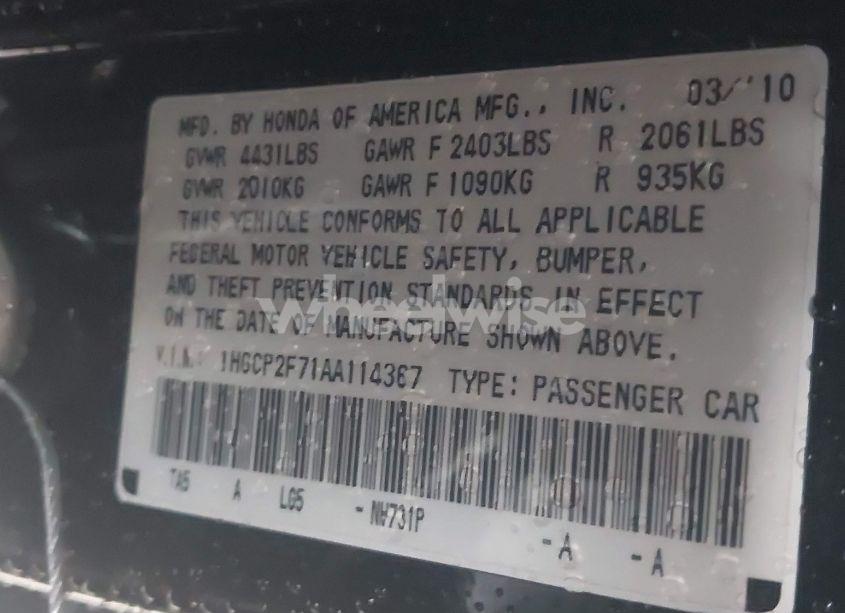 MFD. BY HONDA OF AMERICA MFG., INC. 03/'10
GVWR 4431LBS GAWR F 2403LBS R 2061LBS
GVWR 2010KG GAWR F 1090KG R 935KG
THIS VEHICLE CONFORMS TO ALL APPLICABLE
FEDERAL MOTOR VEHICLE SAFETY, BUMPER,
AND THEFT PREVENTION STANDARDS IN EFFECT
wheelwise
ON THE DATE OF MANUFACTURE SHOWN ABOVE.
V.I.N.: 1HGCP2F71AA114367 TYPE: PASSENGER CAR
TA5 A LG5 -NH731P -A -A